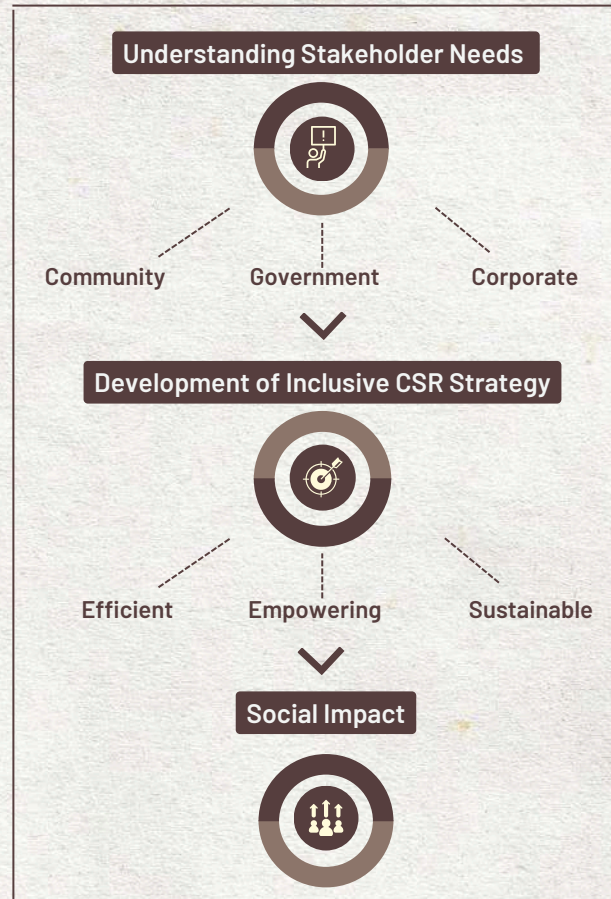 Understanding Stakeholder Needs
Community Government Corporate
Development of Inclusive CSR Strategy
Efficient Empowering Sustainable
Social Impact